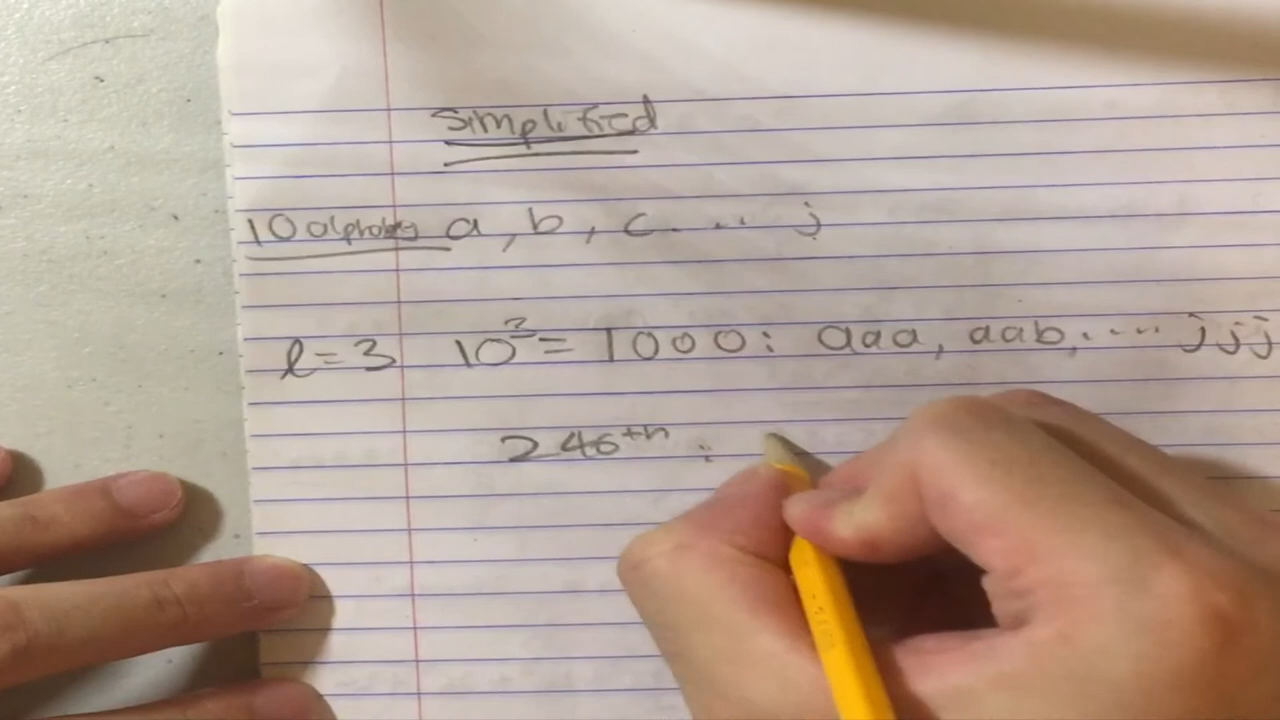 Simplified
10 alphabets a, b, c ... j
l=3 10³ = 1000: aaa, aab, ... jjj
246th :